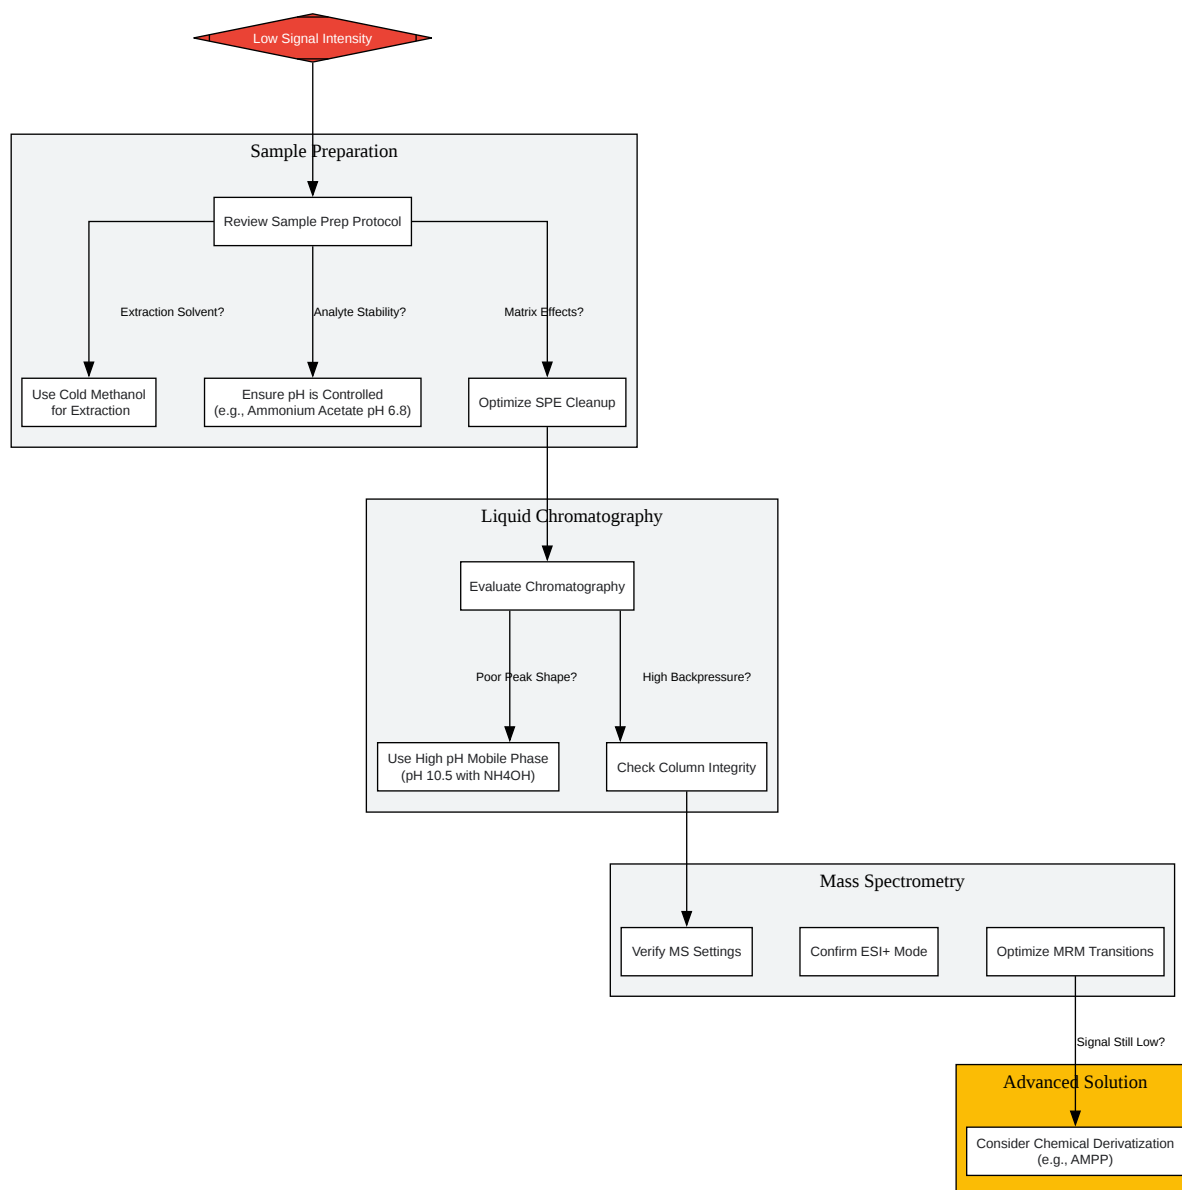 Low Signal Intensity
Sample Preparation
Review Sample Prep Protocol
Extraction Solvent?
Analyte Stability?
Matrix Effects?
Use Cold Methanol
for Extraction
Ensure pH is Controlled
(e.g., Ammonium Acetate pH 6.8)
Optimize SPE Cleanup
Liquid Chromatography
Evaluate Chromatography
Poor Peak Shape?
High Backpressure?
Use High pH Mobile Phase
(pH 10.5 with NH4OH)
Check Column Integrity
Mass Spectrometry
Verify MS Settings
Confirm ESI+ Mode
Optimize MRM Transitions
Signal Still Low?
Advanced Solution
Consider Chemical Derivatization
(e.g., AMPP)